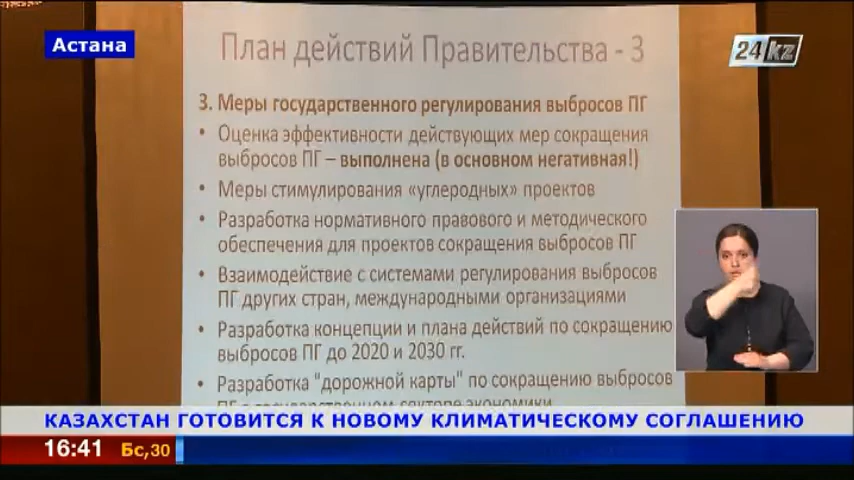 Астана
24kz
План действий Правительства - 3
3. Меры государственного регулирования выбросов ПГ
• Оценка эффективности действующих мер сокращения
выбросов ПГ – выполнена (в основном негативная!)
• Меры стимулирования «углеродных» проектов
• Разработка нормативного правового и методического
обеспечения для проектов сокращения выбросов ПГ
• Взаимодействие с системами регулирования выбросов
ПГ других стран, международными организациями
• Разработка концепции и плана действий по сокращению
выбросов ПГ до 2020 и 2030 гг.
• Разработка "дорожной карты" по сокращению выбросов
экономики
КАЗАХСТАН ГОТОВИТСЯ К НОВОМУ КЛИМАТИЧЕСКОМУ СОГЛАШЕНИЮ
16:41 Бс,30